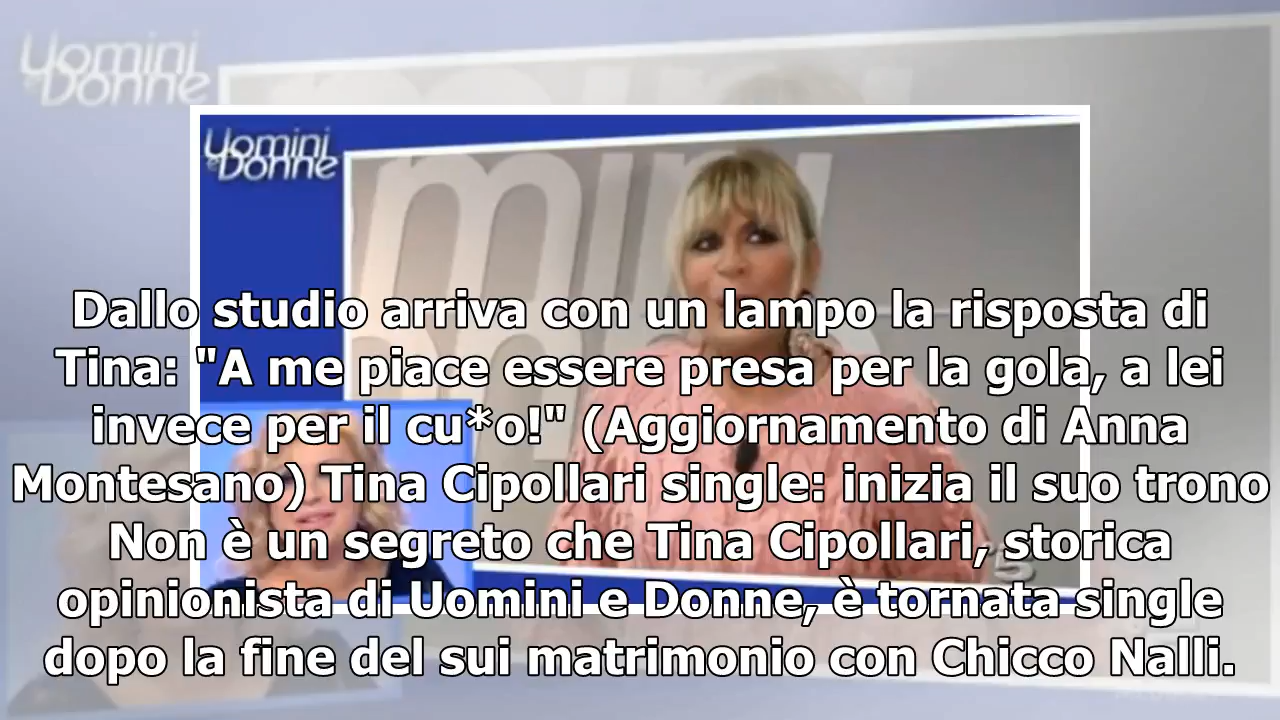 Uomini
e Donne
Uomini
e Donne
mini
Dallo studio arriva con un lampo la risposta di
Tina: "A me piace essere presa per la gola, a lei
invece per il cu*o!" (Aggiornamento di Anna
Montesano) Tina Cipollari single: inizia il suo trono
Non è un segreto che Tina Cipollari, storica
opinionista di Uomini e Donne, è tornata single
dopo la fine del sui matrimonio con Chicco Nalli.
5